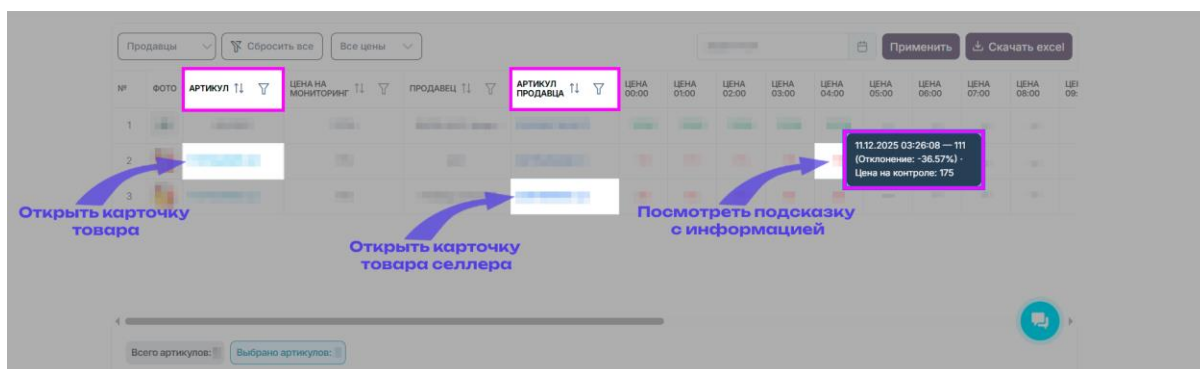 Продавцы
Сбросить все
Все цены
Применить
Скачать excel
№
ФОТО
АРТИКУЛ
ЦЕНА НА
МОНИТОРИНГ
ПРОДАВЕЦ
АРТИКУЛ
ПРОДАВЦА
ЦЕНА
00:00
ЦЕНА
01:00
ЦЕНА
02:00
ЦЕНА
03:00
ЦЕНА
04:00
ЦЕНА
05:00
ЦЕНА
06:00
ЦЕНА
07:00
ЦЕНА
08:00
ЦЕ
09:
1
2
3
11.12.2025 03:26:08 — 111
(Отклонение: -36.57%) ·
Цена на контроле: 175
Открыть карточку
товара
Открыть карточку
товара селлера
Посмотреть подсказку
с информацией
Всего артикулов:
Выбрано артикулов: